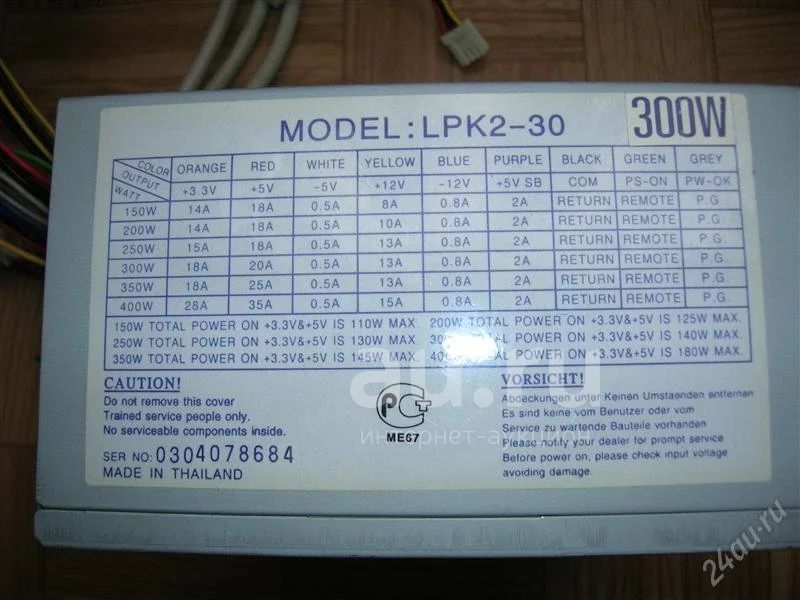 MODEL: LPK2-30 300W
COLOR ORANGE RED WHITE YELLOW BLUE PURPLE BLACK GREEN GREY
OUTPUT WATT +3.3V +5V -5V +12V -12V +5V SB COM PS-ON PW-OK
150W 14A 18A 0.5A 8A 0.8A 2A RETURN REMOTE P.G.
200W 14A 18A 0.5A 10A 0.8A 2A RETURN REMOTE P.G.
250W 15A 18A 0.5A 13A 0.8A 2A RETURN REMOTE P.G.
300W 18A 20A 0.5A 13A 0.8A 2A RETURN REMOTE P.G.
350W 18A 25A 0.5A 13A 0.8A 2A RETURN REMOTE P.G.
400W 28A 35A 0.5A 15A 0.8A 2A RETURN REMOTE P.G.
150W TOTAL POWER ON +3.3V&+5V IS 110W MAX. 200W TOTAL POWER ON +3.3V&+5V IS 125W MAX.
250W TOTAL POWER ON +3.3V&+5V IS 130W MAX. POWER ON +3.3V&+5V IS 140W MAX.
350W TOTAL POWER ON +3.3V&+5V IS 145W MAX. POWER ON +3.3V&+5V IS 180W MAX.
CAUTION!
Do not remove this cover
Trained service people only.
No serviceable components inside.
SER NO: 0304078684
MADE IN THAILAND
au.ru
интернет-аукцион
РСТ
ME67
VORSICHT!
Abdeckungen unter Keinen Umstaenden entfernen
Es sind keine vom Benutzer oder vom
Service zu wartende Bauteile vorhanden
Please notify your dealer for prompt service
Before power on, please check input voltage
avoiding damage.
24au.ru